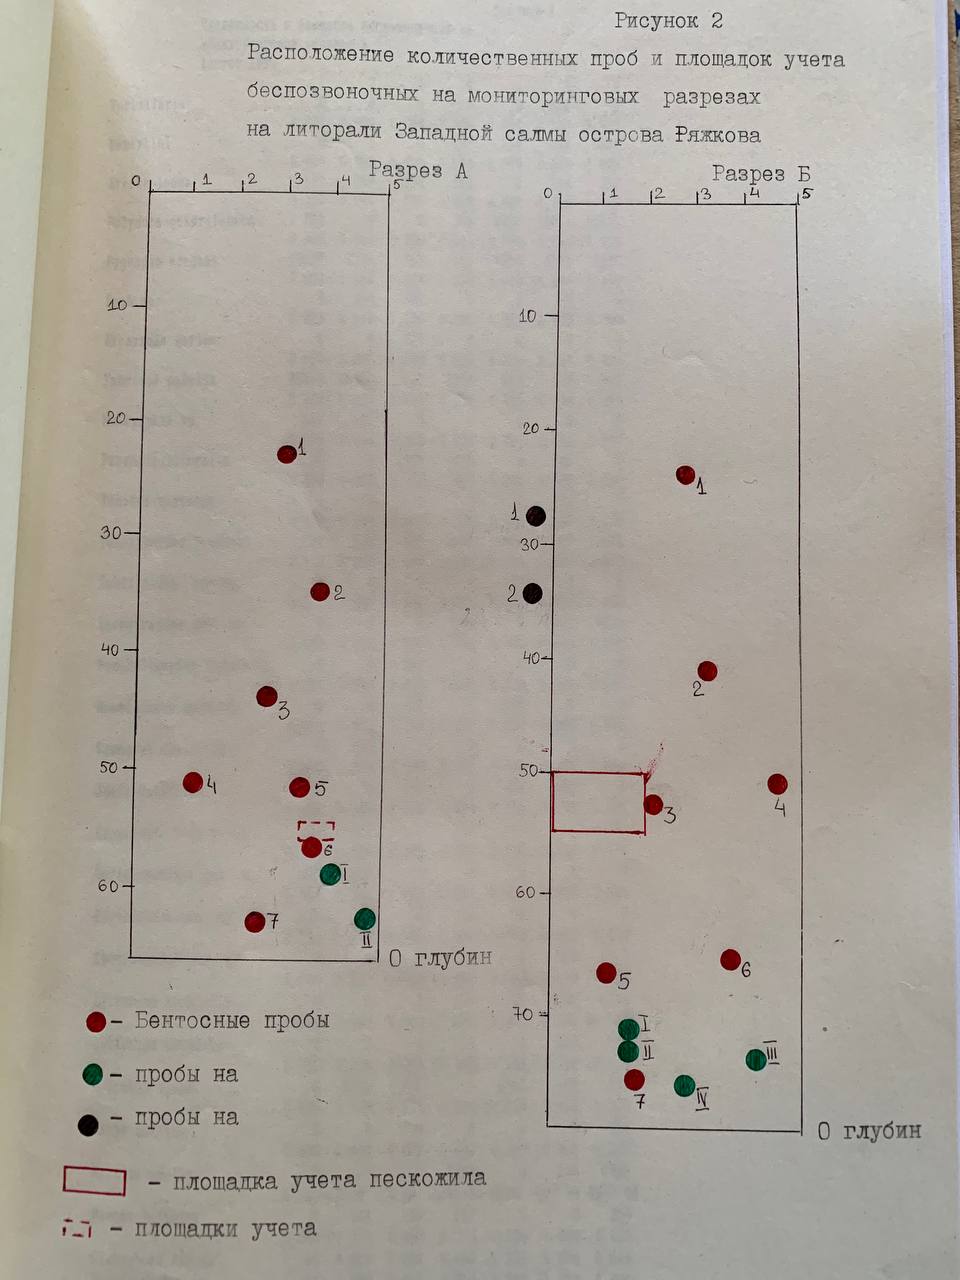 Рисунок 2
Расположение количественных проб и площадок учета
беспозвоночных на мониторинговых разрезах
на литорали Западной салмы острова Ряжкова
Разрез А
0 1 2 3 4 5
10
20
30
40
50
60
1
2
3
4
5
6
I
7
II
0 глубин
Разрез Б
0 1 2 3 4 5
10
20
30
40
50
60
70
1
1
2
2
3
4
5
6
I
II
III
7
IV
0 глубин
– Бентосные пробы
– пробы на
– пробы на
– площадка учета пескожила
– площадки учета